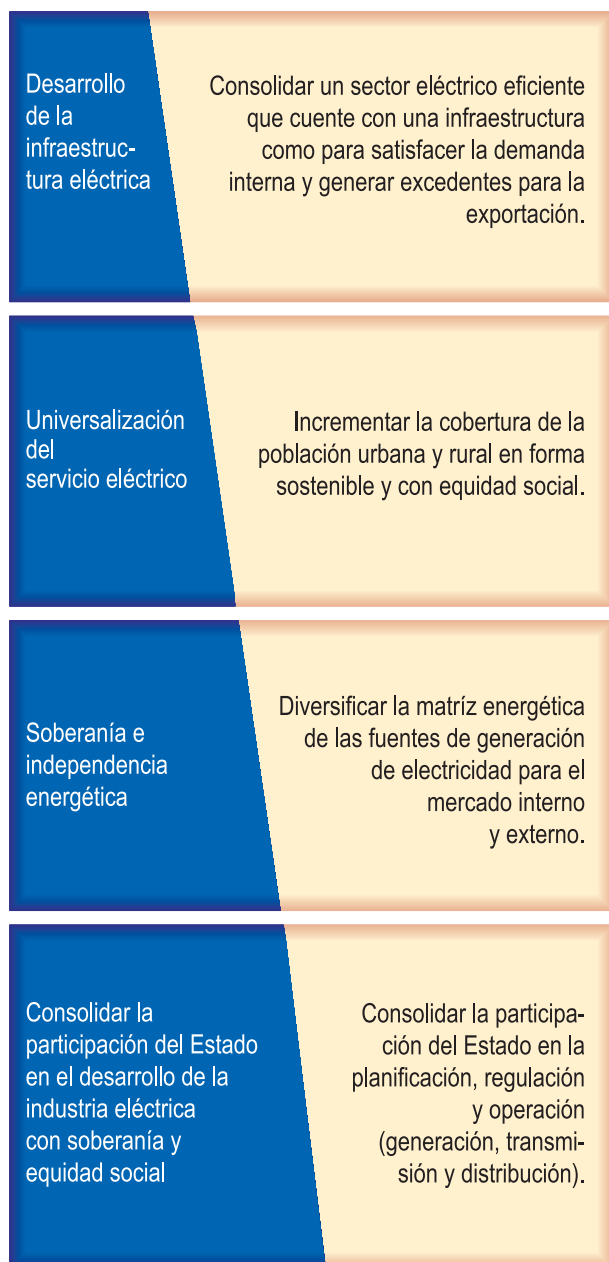 Desarrollo
de la
infraestruc-
tura eléctrica
Consolidar un sector eléctrico eficiente
que cuente con una infraestructura
como para satisfacer la demanda
interna y generar excedentes para la
exportación.
Universalización
del
servicio eléctrico
Incrementar la cobertura de la
población urbana y rural en forma
sostenible y con equidad social.
Soberanía e
independencia
energética
Diversificar la matríz energética
de las fuentes de generación
de electricidad para el
mercado interno
y externo.
Consolidar la
participación del Estado
en el desarrollo de la
industria eléctrica
con soberanía y
equidad social
Consolidar la participa-
ción del Estado en la
planificación, regulación
y operación
(generación, transmi-
sión y distribución).